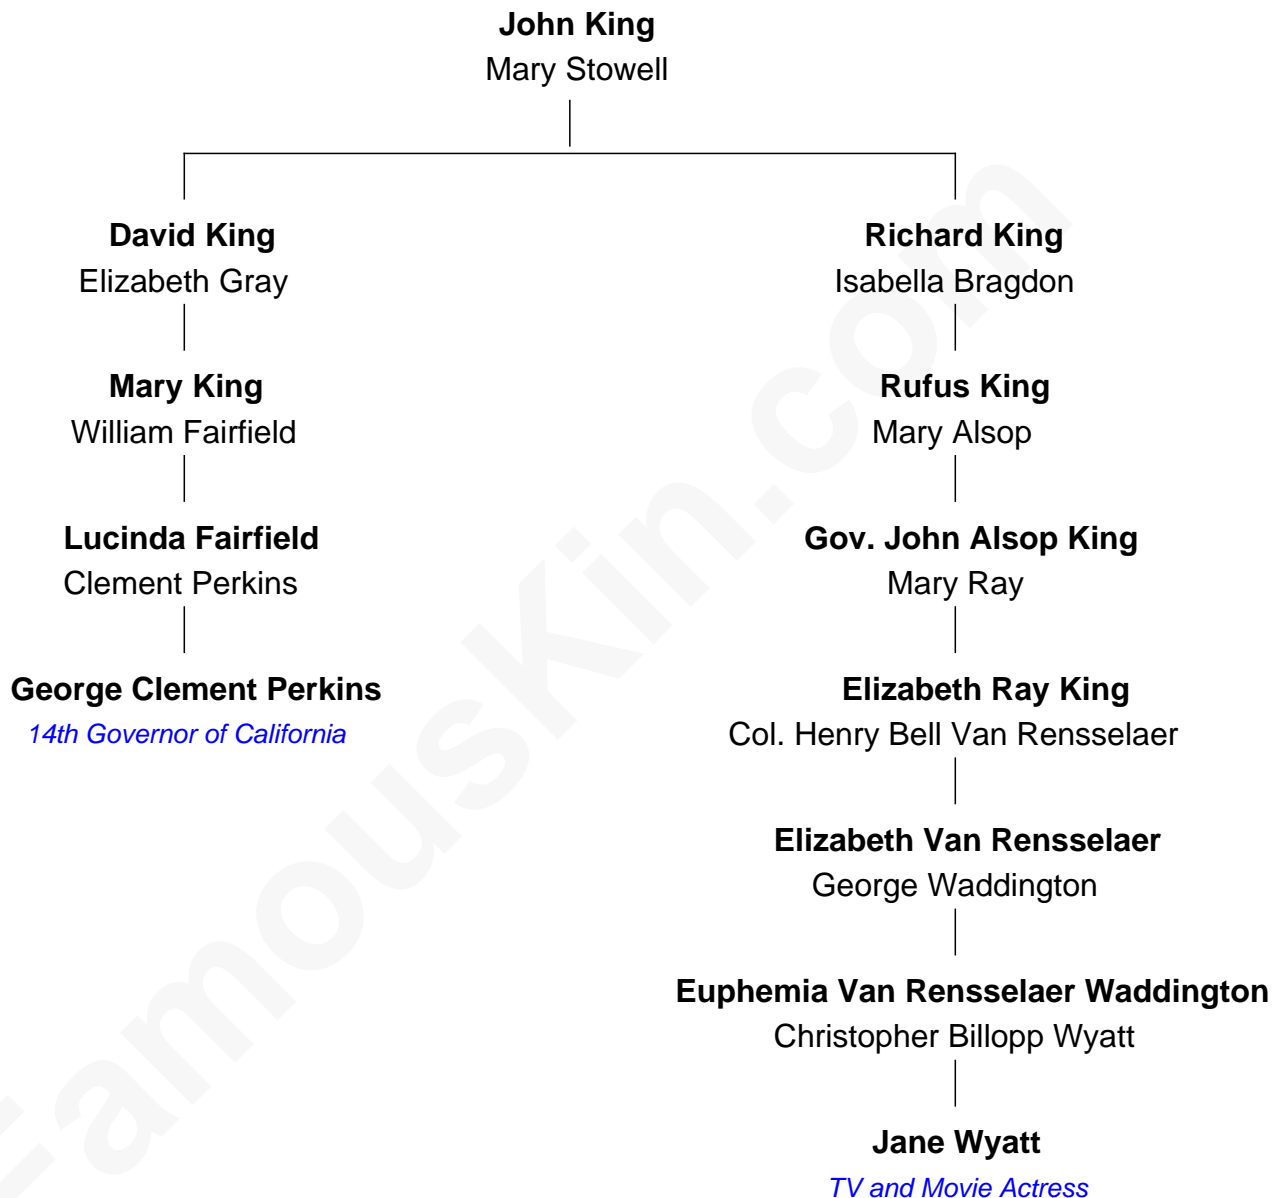 John King
Mary Stowell
David King
Elizabeth Gray
Mary King
William Fairfield
Lucinda Fairfield
Clement Perkins
George Clement Perkins
14th Governor of California
Richard King
Isabella Bragdon
Rufus King
Mary Alsop
Gov. John Alsop King
Mary Ray
Elizabeth Ray King
Col. Henry Bell Van Rensselaer
Elizabeth Van Rensselaer
George Waddington
Euphemia Van Rensselaer Waddington
Christopher Billopp Wyatt
Jane Wyatt
TV and Movie Actress
FamousKin.com